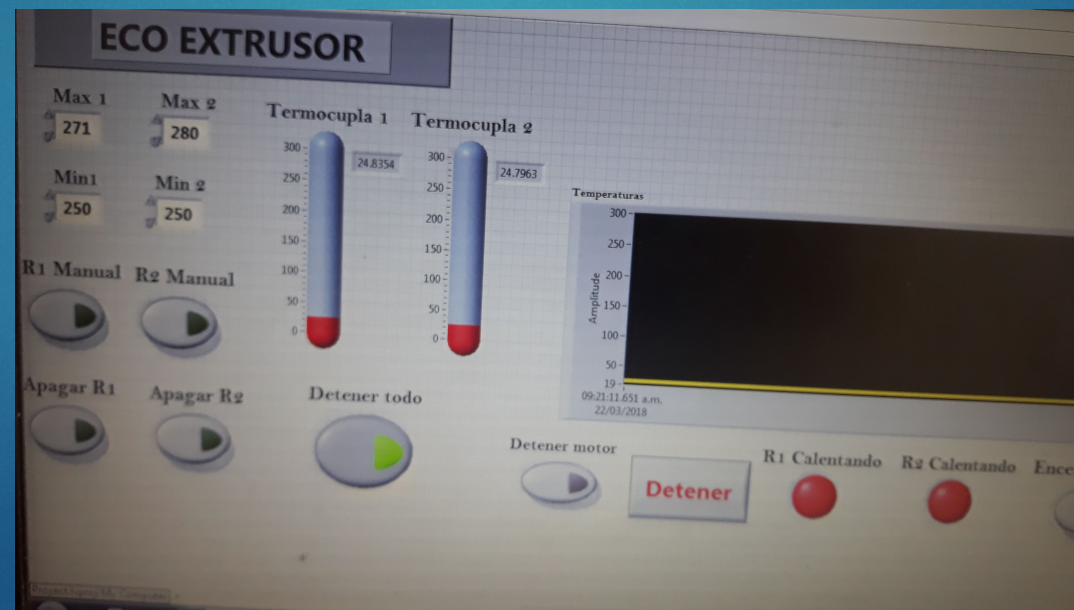 ECO EXTRUSOR
Max 1
271
Max 2
280
Min1
250
Min 2
250
Termocupla 1
24.8354
300
250
200
150
100
50
0
Termocupla 2
24.7963
300
250
200
150
100
50
0
Temperaturas
Amplitude
300
250
200
150
100
50
19
09:21:11.651 a.m.
22/03/2018
R1 Manual
R2 Manual
Apagar R1
Apagar R2
Detener todo
Detener motor
Detener
R1 Calentando
R2 Calentando
Ence